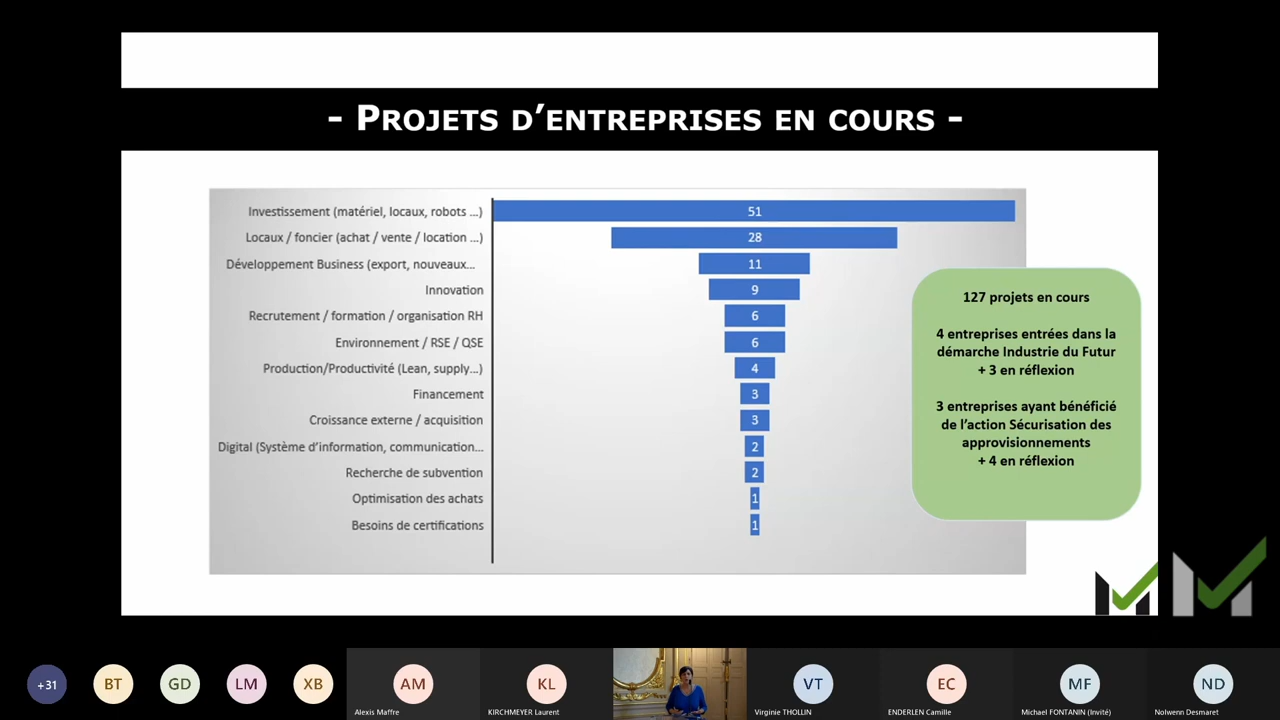 - Projets d’entreprises en cours -
Investissement (matériel, locaux, robots ...)
51
Locaux / foncier (achat / vente / location ...)
28
Développement Business (export, nouveaux...
11
Innovation
9
Recrutement / formation / organisation RH
6
Environnement / RSE / QSE
6
Production/Productivité (Lean, supply...)
4
Financement
3
Croissance externe / acquisition
3
Digital (Système d’information, communication...
2
Recherche de subvention
2
Optimisation des achats
1
Besoins de certifications
1
127 projets en cours
4 entreprises entrées dans la
démarche Industrie du Futur
+ 3 en réflexion
3 entreprises ayant bénéficié
de l’action Sécurisation des
approvisionnements
+ 4 en réflexion
+31
BT
GD
LM
XB
AM
KL
VT
EC
MF
ND
Alexis Maffre
KIRCHMEYER Laurent
Virginie THOLLIN
ENDERLEN Camille
Michael FONTANIN (Invité)
Nolwenn Desmaret